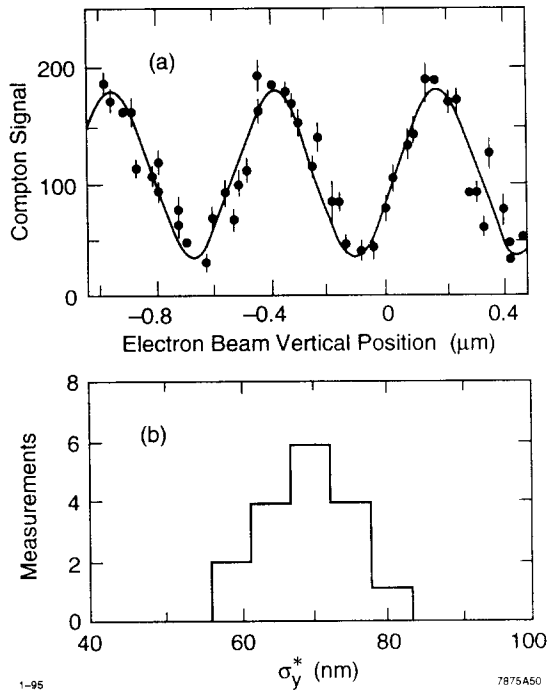 (a)
200
100
0
Compton Signal
−0.8 −0.4 0 0.4
Electron Beam Vertical Position (μm)
(b)
8
6
4
2
0
Measurements
40 60 80 100
σ*y (nm)
1–95
7875A50